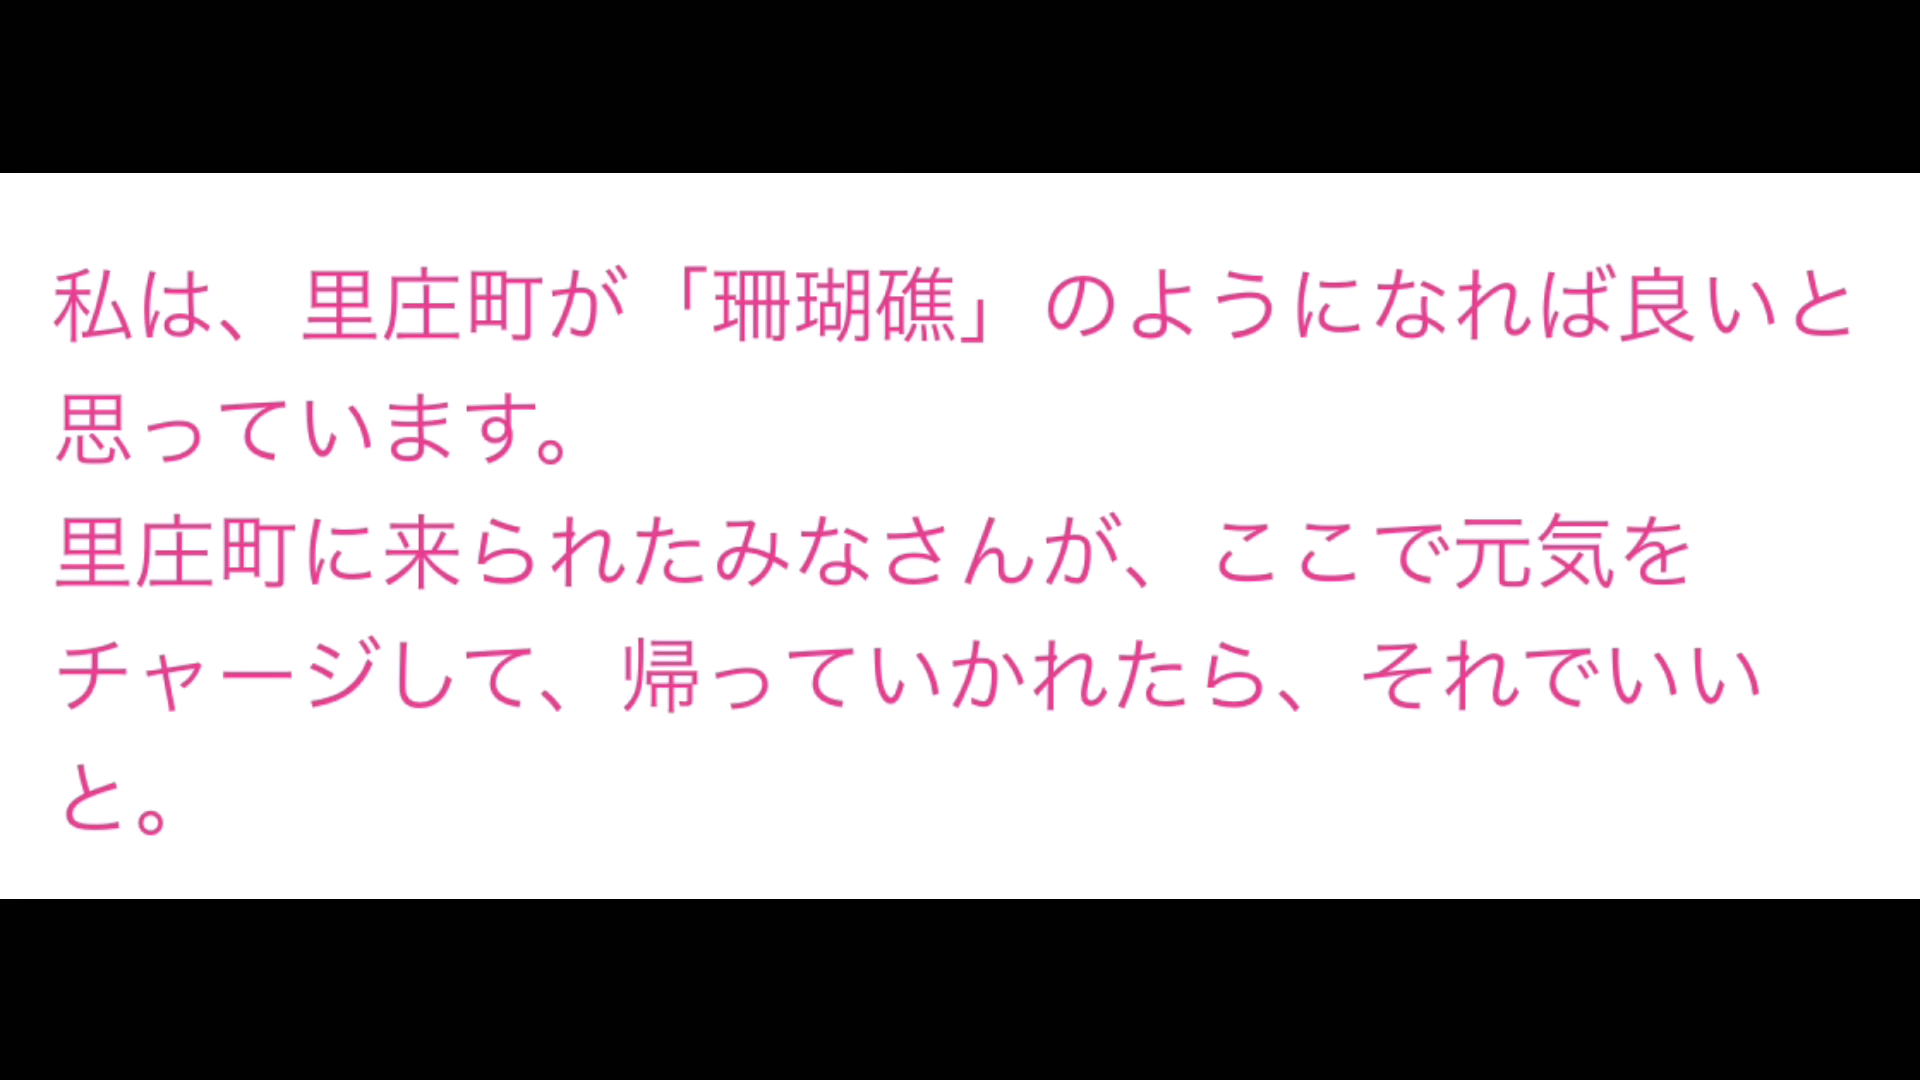 私は、里庄町が「珊瑚礁」のようになれば良いと
思っています。
里庄町に来られたみなさんが、ここで元気を
チャージして、帰っていかれたら、それでいい
と。